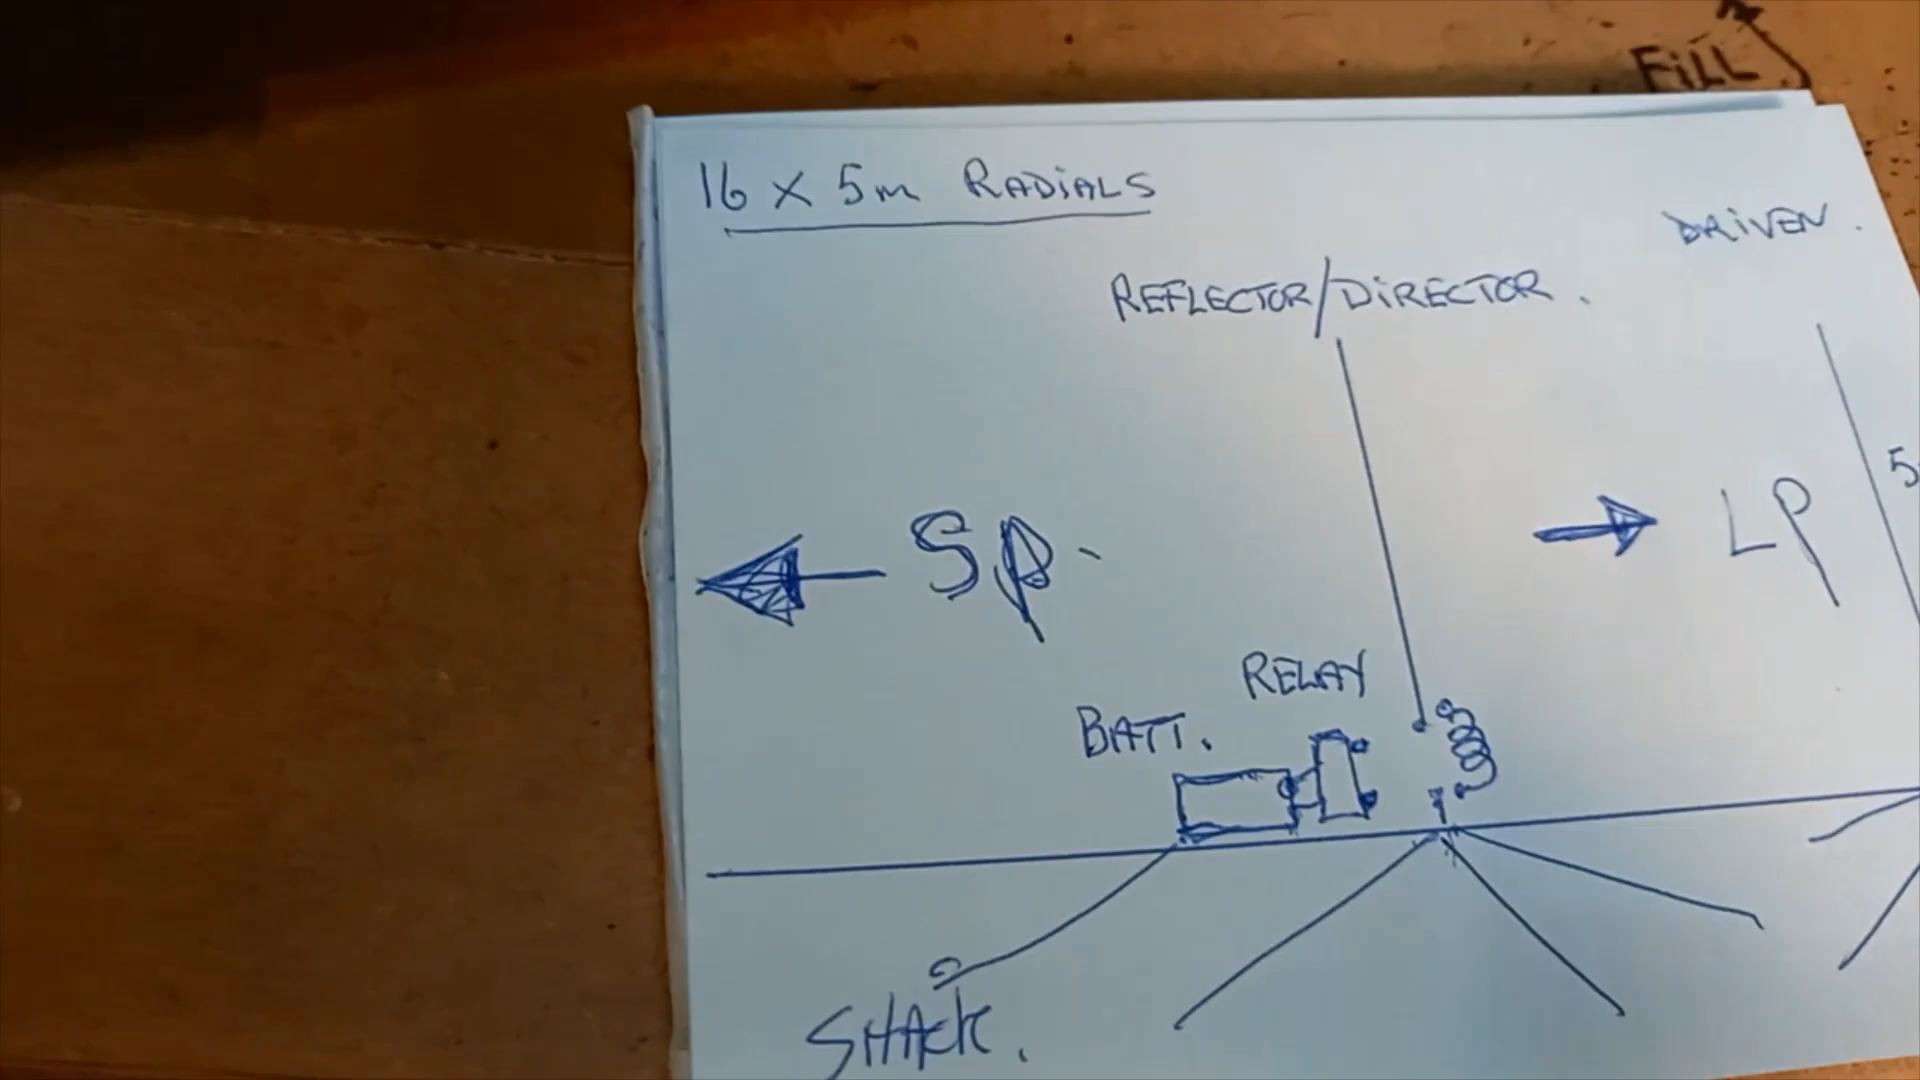 FILL
16 X 5m RADIALS
DRIVEN.
REFLECTOR/DIRECTOR.
5
SP.
LP
RELAY
BATT.
SHACK.